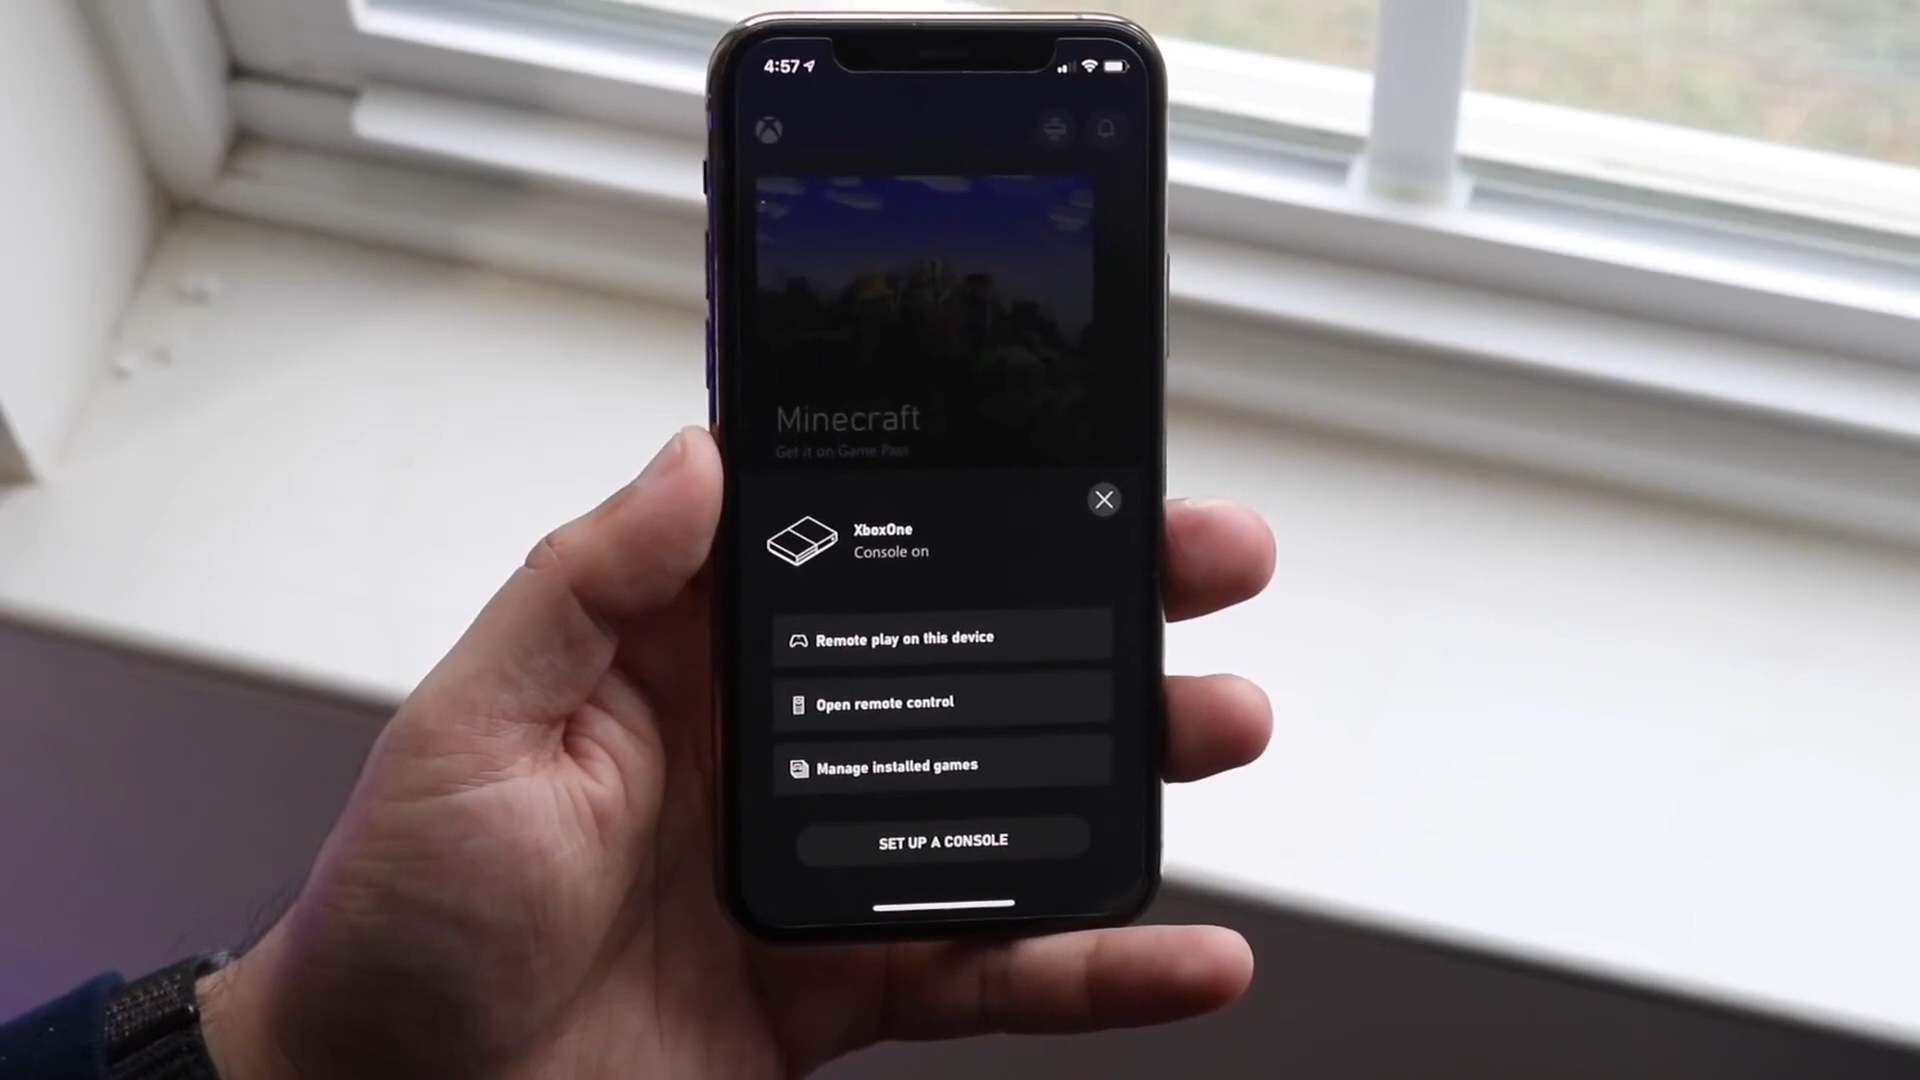 4:57
Minecraft
Get it on Game Pass
XboxOne
Console on
Remote play on this device
Open remote control
Manage installed games
SET UP A CONSOLE